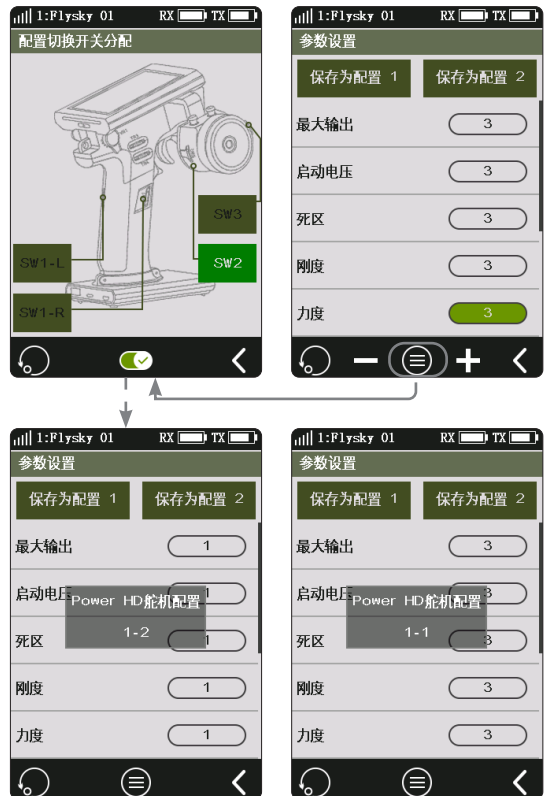 1:Flysky 01 RX TX
配置切换开关分配
SW3
SW1-L
SW2
SW1-R
1:Flysky 01 RX TX
参数设置
保存为配置 1 保存为配置 2
最大输出 3
启动电压 3
死区 3
刚度 3
力度 3
1:Flysky 01 RX TX
参数设置
保存为配置 1 保存为配置 2
最大输出 1
启动电压 1
Power HD舵机配置
1-2
死区 1
刚度 1
力度 1
1:Flysky 01 RX TX
参数设置
保存为配置 1 保存为配置 2
最大输出 3
启动电压 3
Power HD舵机配置
1-1
死区 3
刚度 3
力度 3